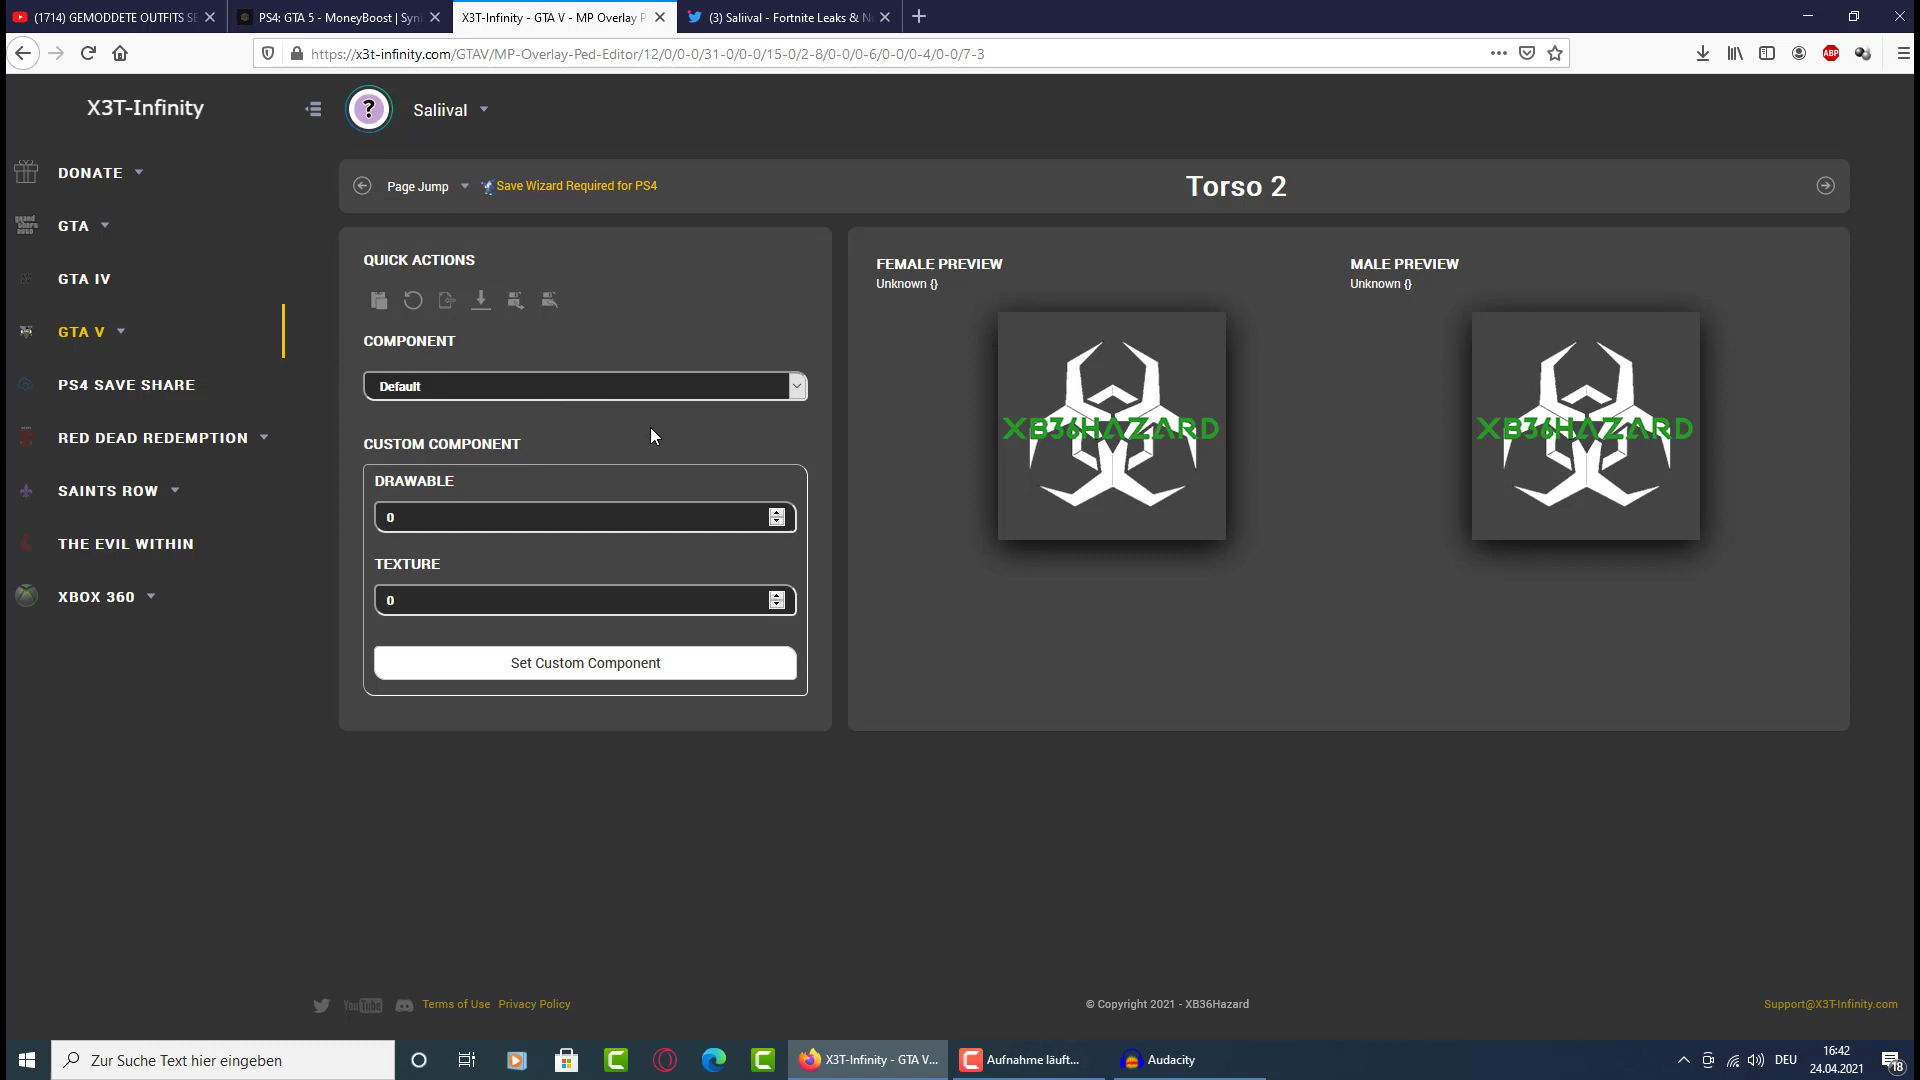 (1714) GEMODDETE OUTFITS SE
PS4: GTA 5 - MoneyBoost | Syn
X3T-Infinity - GTA V - MP Overlay P
(3) Saliival - Fortnite Leaks & N
https://x3t-infinity.com/GTAV/MP-Overlay-Ped-Editor/12/0/0-0/31-0/0-0/15-0/2-8/0-0/0-6/0-0/0-4/0-0/7-3
ABP
X3T-Infinity
?
Saliival
DONATE
GTA
GTA IV
GTA V
PS4 SAVE SHARE
RED DEAD REDEMPTION
SAINTS ROW
THE EVIL WITHIN
XBOX 360
Page Jump
Save Wizard Required for PS4
Torso 2
QUICK ACTIONS
COMPONENT
Default
CUSTOM COMPONENT
DRAWABLE
0
TEXTURE
0
Set Custom Component
FEMALE PREVIEW
Unknown {}
XB36HAZARD
MALE PREVIEW
Unknown {}
XB36HAZARD
YouTube
Terms of Use
Privacy Policy
© Copyright 2021 - XB36Hazard
Support@X3T-Infinity.com
Zur Suche Text hier eingeben
X3T-Infinity - GTA V...
Aufnahme läuft...
Audacity
DEU
16:42
24.04.2021
18